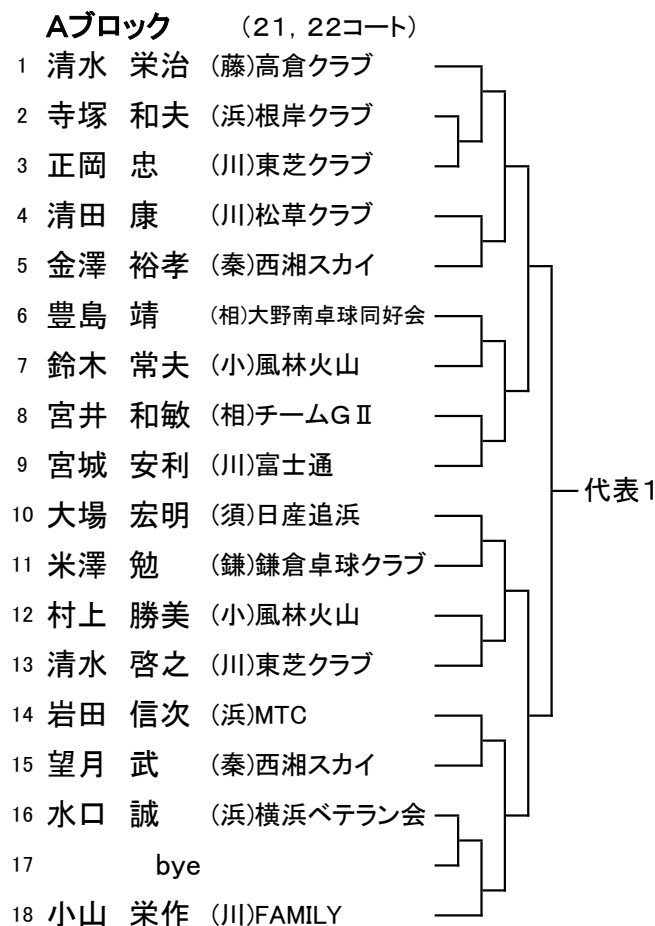 Aブロック (21, 22コート)
1 清水 栄治 (藤)高倉クラブ
2 寺塚 和夫 (浜)根岸クラブ
3 正岡 忠 (川)東芝クラブ
4 清田 康 (川)松草クラブ
5 金澤 裕孝 (秦)西湘スカイ
6 豊島 靖 (相)大野南卓球同好会
7 鈴木 常夫 (小)風林火山
8 宮井 和敏 (相)チームGⅡ
9 宮城 安利 (川)富士通
代表1
10 大場 宏明 (須)日産追浜
11 米澤 勉 (鎌)鎌倉卓球クラブ
12 村上 勝美 (小)風林火山
13 清水 啓之 (川)東芝クラブ
14 岩田 信次 (浜)MTC
15 望月 武 (秦)西湘スカイ
16 水口 誠 (浜)横浜ベテラン会
17 bye
18 小山 栄作 (川)FAMILY